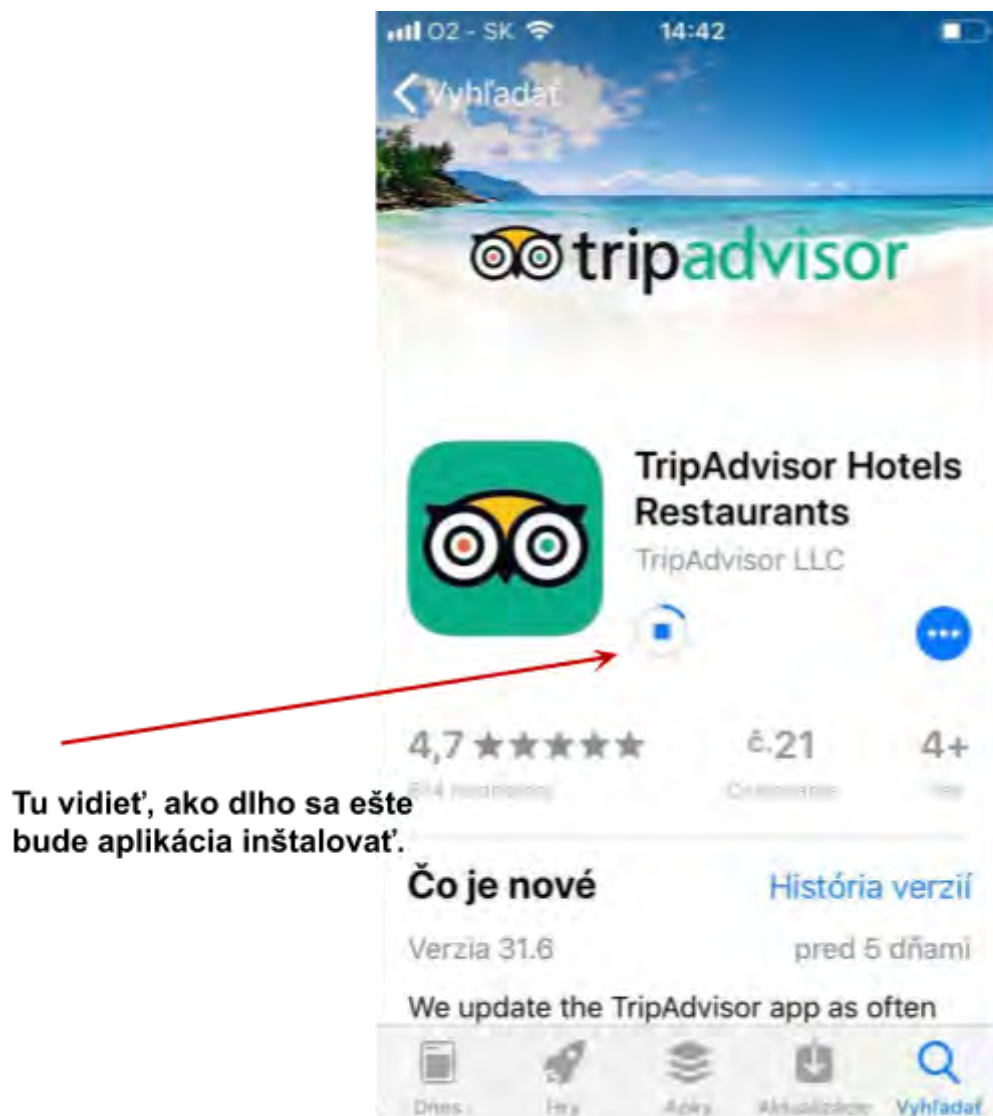 O2 - SK 14:42
Vyhľadať
tripadvisor
TripAdvisor Hotels
Restaurants
TripAdvisor LLC
4,7 č.21 4+
Tu vidieť, ako dlho sa ešte
bude aplikácia inštalovať.
Čo je nové História verzií
Verzia 31.6 pred 5 dňami
We update the TripAdvisor app as often
Dnes Hry Apky Aktualizácie Vyhľadať